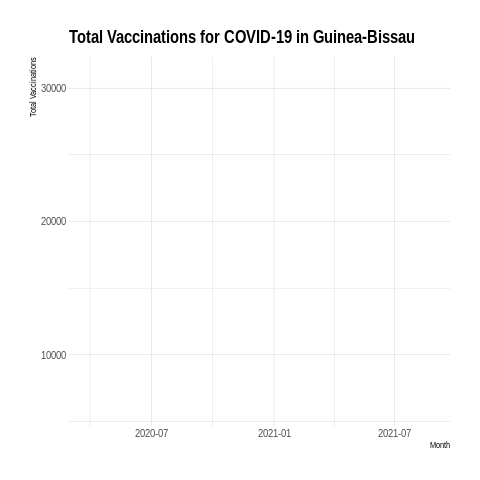 Total Vaccinations for COVID-19 in Guinea-Bissau
Total Vaccinations
30000
20000
10000
2020-07 2021-01 2021-07
Month